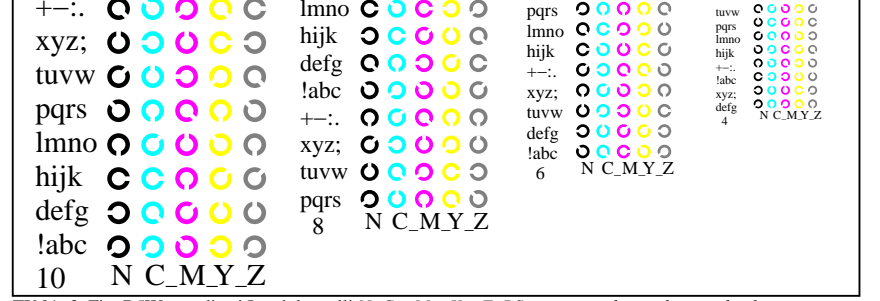 +−:.
xyz;
tuvw
pqrs
lmno
hijk
defg
!abc
10 N C_M_Y_Z
lmno
hijk
defg
!abc
+−:.
xyz;
tuvw
pqrs
8 N C_M_Y_Z
pqrs
lmno
hijk
+−:.
xyz;
tuvw
defg
!abc
6 N C_M_Y_Z
tuvw
pqrs
lmno
hijk
+−:.
!abc
xyz;
defg
4 N C_M_Y_Z